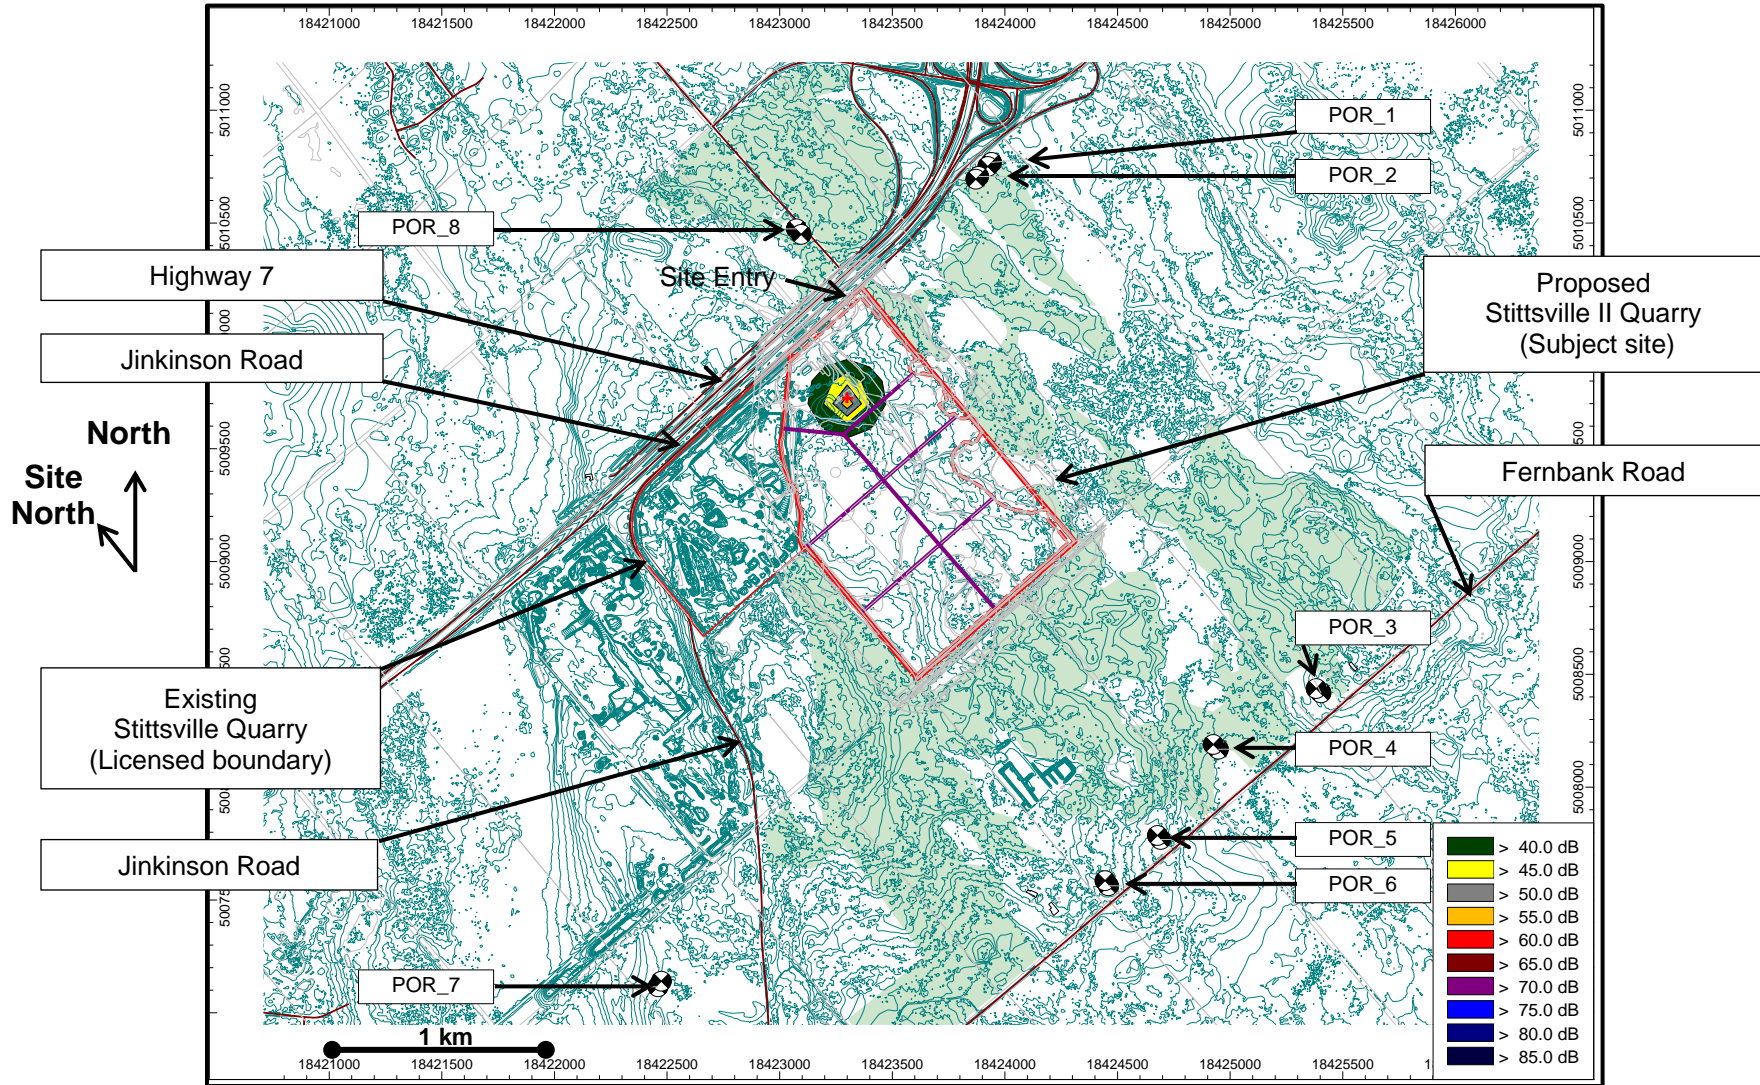 18421000 18421500 18422000 18422500 18423000 18423500 18424000 18424500 18425000 18425500 18426000
5011000
5011000
POR_1
POR_2
5010500
5010500
POR_8
Highway 7
Site Entry
Proposed
Stittsville II Quarry
(Subject site)
Jinkinson Road
North
Site
North
5009500
Fernbank Road
5009000
5009000
POR_3
5008500
Existing
Stittsville Quarry
(Licensed boundary)
POR_4
5008000
Jinkinson Road
POR_5
POR_6
POR_7
> 40.0 dB
> 45.0 dB
> 50.0 dB
> 55.0 dB
> 60.0 dB
> 65.0 dB
> 70.0 dB
> 75.0 dB
> 80.0 dB
> 85.0 dB
1 km
18421000 18421500 18422000 18422500 18423000 18423500 18424000 18424500 18425000 18425500 18426000